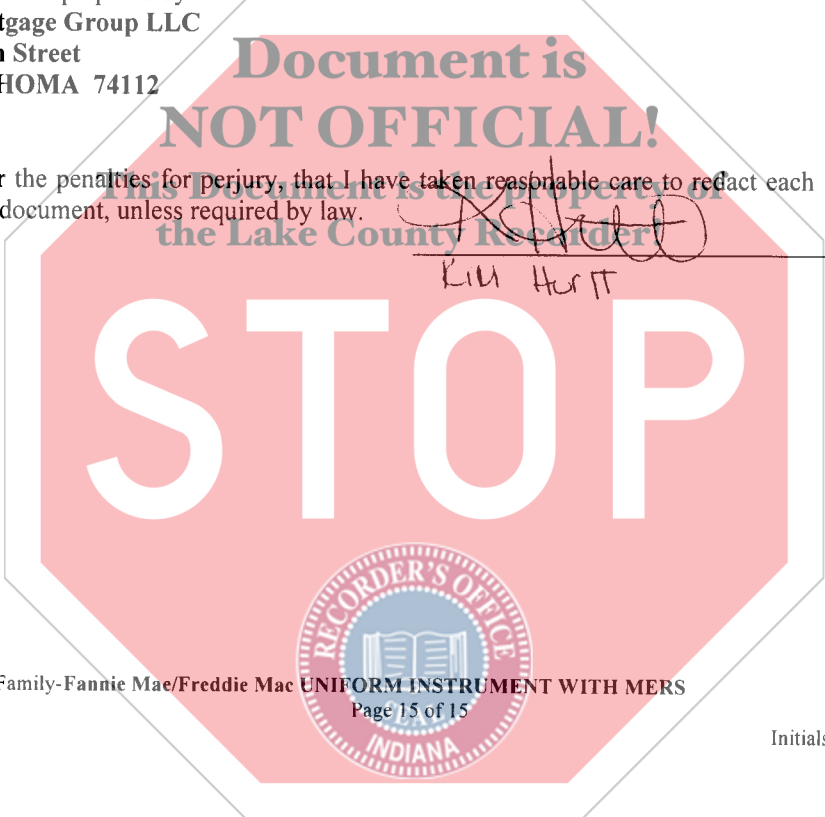 tgage Group LLC
Street
HOMA 74112
Document is
NOT OFFICIAL!
r the penalties for perjury, that I have taken reasonable care to redact each
This Document is the property of
document, unless required by law.
the Lake County Recorder!
Kim Hurtt
STOP
RECORDER'S OFFICE
Family-Fannie Mae/Freddie Mac UNIFORM INSTRUMENT WITH MERS
Page 15 of 15
INDIANA
Initials